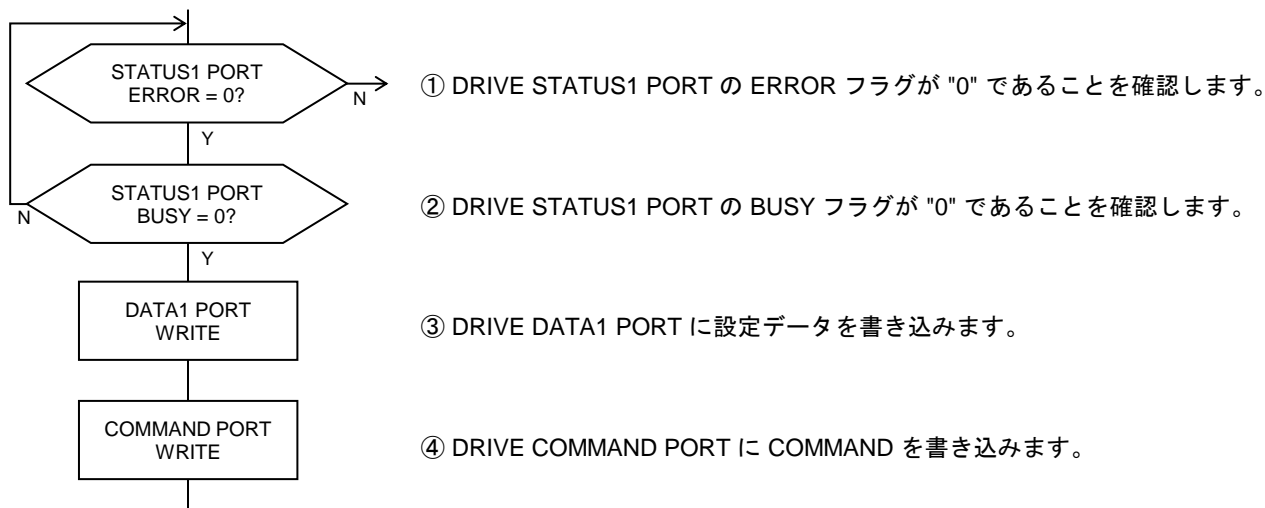 STATUS1 PORT
ERROR = 0?
N
① DRIVE STATUS1 PORT の ERROR フラグが "0" であることを確認します。
Y
STATUS1 PORT
BUSY = 0?
N
② DRIVE STATUS1 PORT の BUSY フラグが "0" であることを確認します。
Y
DATA1 PORT
WRITE
③ DRIVE DATA1 PORT に設定データを書き込みます。
COMMAND PORT
WRITE
④ DRIVE COMMAND PORT に COMMAND を書き込みます。